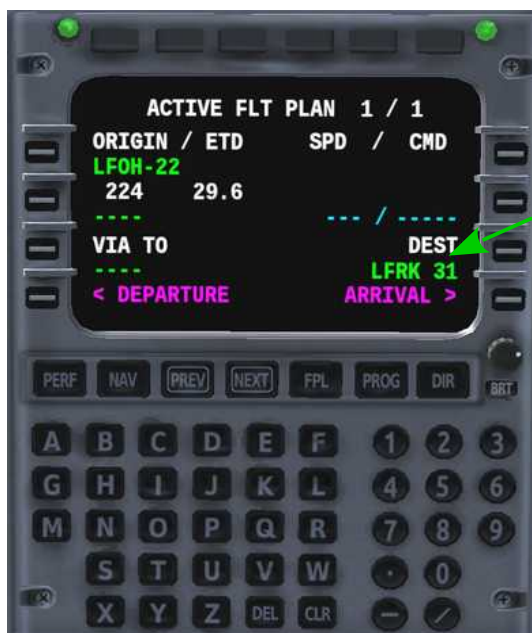 ACTIVE FLT PLAN 1 / 1
ORIGIN / ETD SPD / CMD
LFOH-22
224 29.6
---- --- / -----
VIA TO DEST
---- LFRK 31
< DEPARTURE ARRIVAL >
PERF NAV PREV NEXT FPL PROG DIR BRT
A B C D E F 1 2 3
G H I J K L 4 5 6
M N O P Q R 7 8 9
S T U V W · 0
X Y Z DEL CLR - /